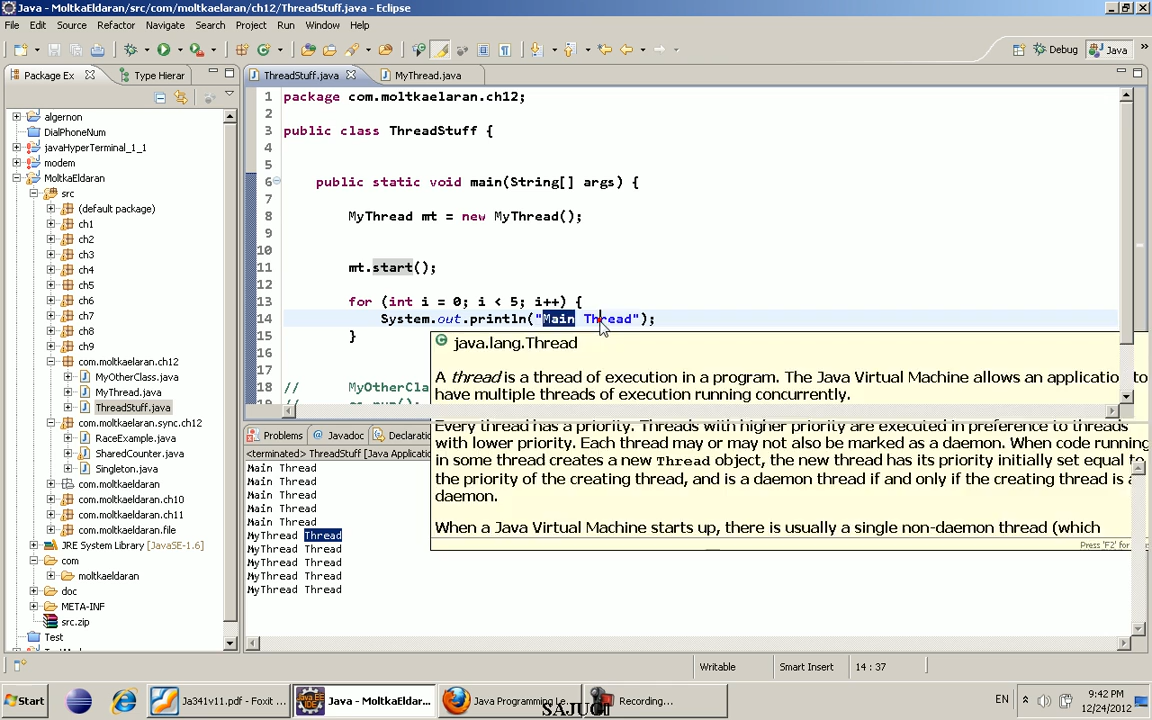 Java - MoltkaEldaran/src/com/moltkaelaran/ch12/ThreadStuff.java - Eclipse
File Edit Source Refactor Navigate Search Project Run Window Help
Debug Java
Package Ex Type Hierar
ThreadStuff.java MyThread.java
algernon
DialPhoneNum
javaHyperTerminal_1_1
modem
MoltkaEldaran
src
(default package)
ch1
ch2
ch3
ch4
ch5
ch6
ch7
ch8
ch9
com.moltkaelaran.ch12
MyOtherClass.java
MyThread.java
ThreadStuff.java
com.moltkaelaran.sync.ch12
RaceExample.java
SharedCounter.java
Singleton.java
com.moltkaeldaran
com.moltkaeldaran.ch10
com.moltkaeldaran.ch11
com.moltkaeldaran.file
JRE System Library [JavaSE-1.6]
com
moltkaeldaran
doc
META-INF
src.zip
Test
1 package com.moltkaelaran.ch12;
2
3 public class ThreadStuff {
4
5
6 public static void main(String[] args) {
7
8 MyThread mt = new MyThread();
9
10
11 mt.start();
12
13 for (int i = 0; i < 5; i++) {
14 System.out.println("Main Thread");
15 }
16
17
18 // MyOtherCla
java.lang.Thread
A thread is a thread of execution in a program. The Java Virtual Machine allows an application to
have multiple threads of execution running concurrently.
Every thread has a priority. Threads with higher priority are executed in preference to threads
with lower priority. Each thread may or may not also be marked as a daemon. When code running
in some thread creates a new Thread object, the new thread has its priority initially set equal to
the priority of the creating thread, and is a daemon thread if and only if the creating thread is a
daemon.
When a Java Virtual Machine starts up, there is usually a single non-daemon thread (which
Press 'F2' for
Problems Javadoc Declaratio
<terminated> ThreadStuff [Java Applicatio
Main Thread
Main Thread
Main Thread
Main Thread
Main Thread
MyThread Thread
MyThread Thread
MyThread Thread
MyThread Thread
MyThread Thread
Writable Smart Insert 14 : 37
Start Ja341v11.pdf - Foxit ... Java - MoltkaEldar... Java Programming Le... Recording... EN 9:42 PM
12/24/2012
SAJUGI